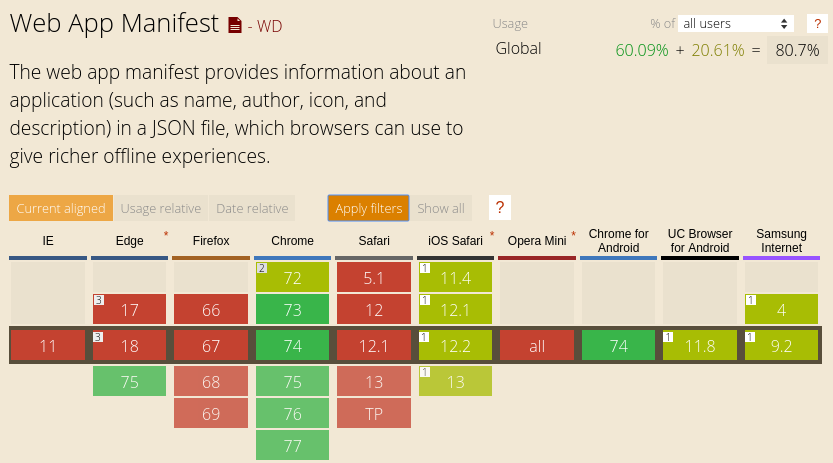 Web App Manifest - WD
Usage % of all users ?
Global 60.09% + 20.61% = 80.7%
The web app manifest provides information about an
application (such as name, author, icon, and
description) in a JSON file, which browsers can use to
give richer offline experiences.
Current aligned Usage relative Date relative Apply filters Show all ?
IE Edge * Firefox Chrome Safari iOS Safari * Opera Mini * Chrome for Android UC Browser for Android Samsung Internet
2 72 5.1 1 11.4
3 17 66 73 12 1 12.1 1 4
11 3 18 67 74 12.1 1 12.2 all 74 1 11.8 1 9.2
75 68 75 13 1 13
69 76 TP
77